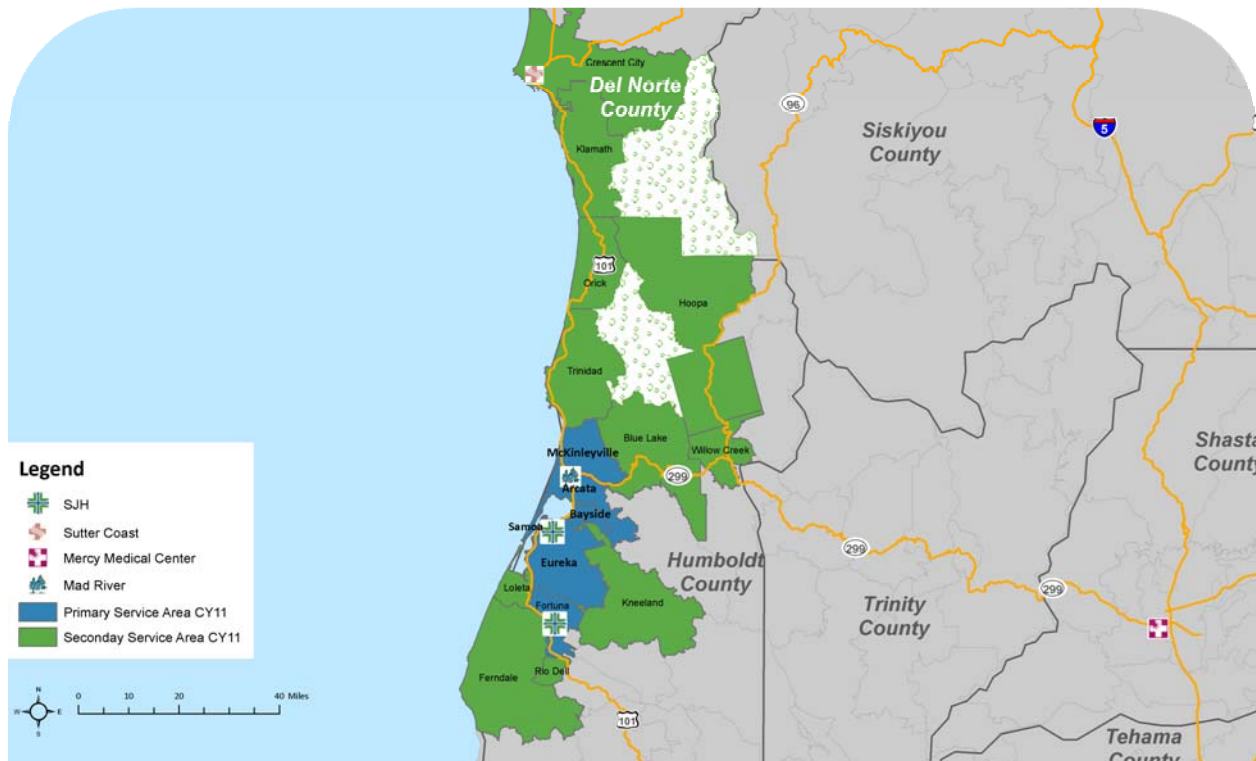 Crescent City
Del Norte
County
96
Siskiyou
County
5
Klamath
101
Orick
Hoopa
Trinidad
Blue Lake
Willow Creek
McKinleyville
299
Arcata
Shasta
County
Bayside
Samoa
Eureka
Humboldt
County
299
299
Loleta
Fortuna
Kneeland
Trinity
County
Ferndale
Rio Dell
101
Tehama
County
Legend
SJH
Sutter Coast
Mercy Medical Center
Mad River
Primary Service Area CY11
Seconday Service Area CY11
N
W
E
S
0 10 20 40 Miles